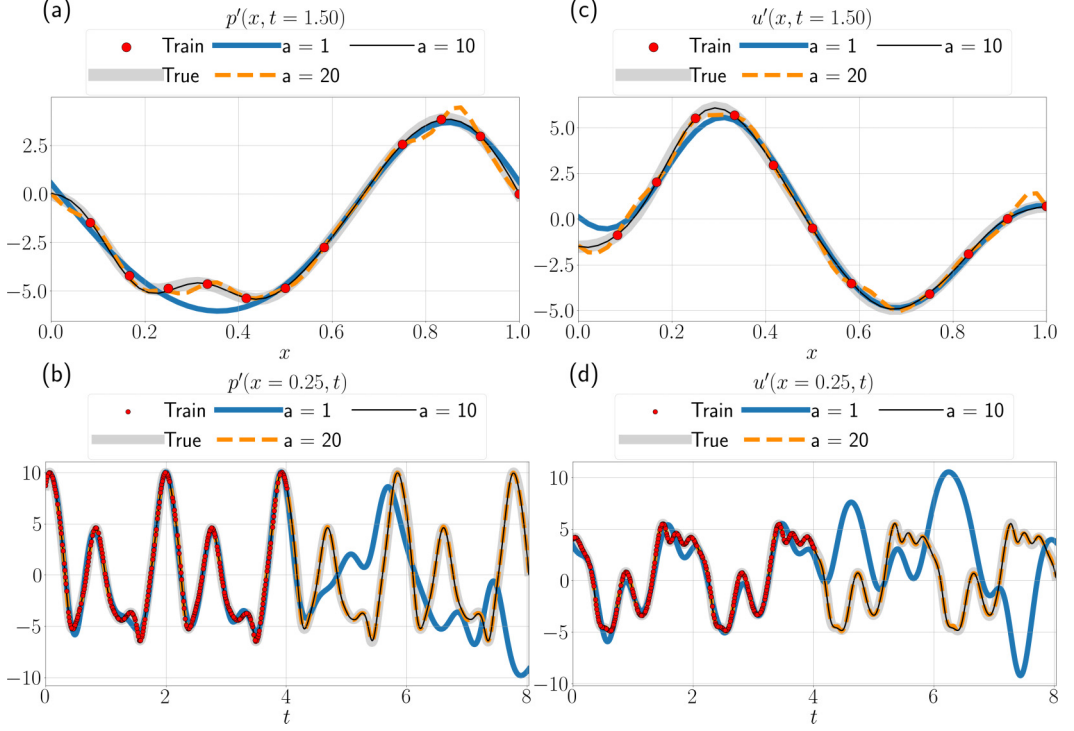 (a)
p′(x, t = 1.50)
Train a = 1 a = 10
True a = 20
2.5
0.0
−2.5
−5.0
0.0 0.2 0.4 0.6 0.8 1.0
x
(c)
u′(x, t = 1.50)
Train a = 1 a = 10
True a = 20
5.0
2.5
0.0
−2.5
−5.0
0.0 0.2 0.4 0.6 0.8 1.0
x
(b)
p′(x = 0.25, t)
Train a = 1 a = 10
True a = 20
10
5
0
−5
−10
0 2 4 6 8
t
(d)
u′(x = 0.25, t)
Train a = 1 a = 10
True a = 20
10
5
0
−5
−10
0 2 4 6 8
t